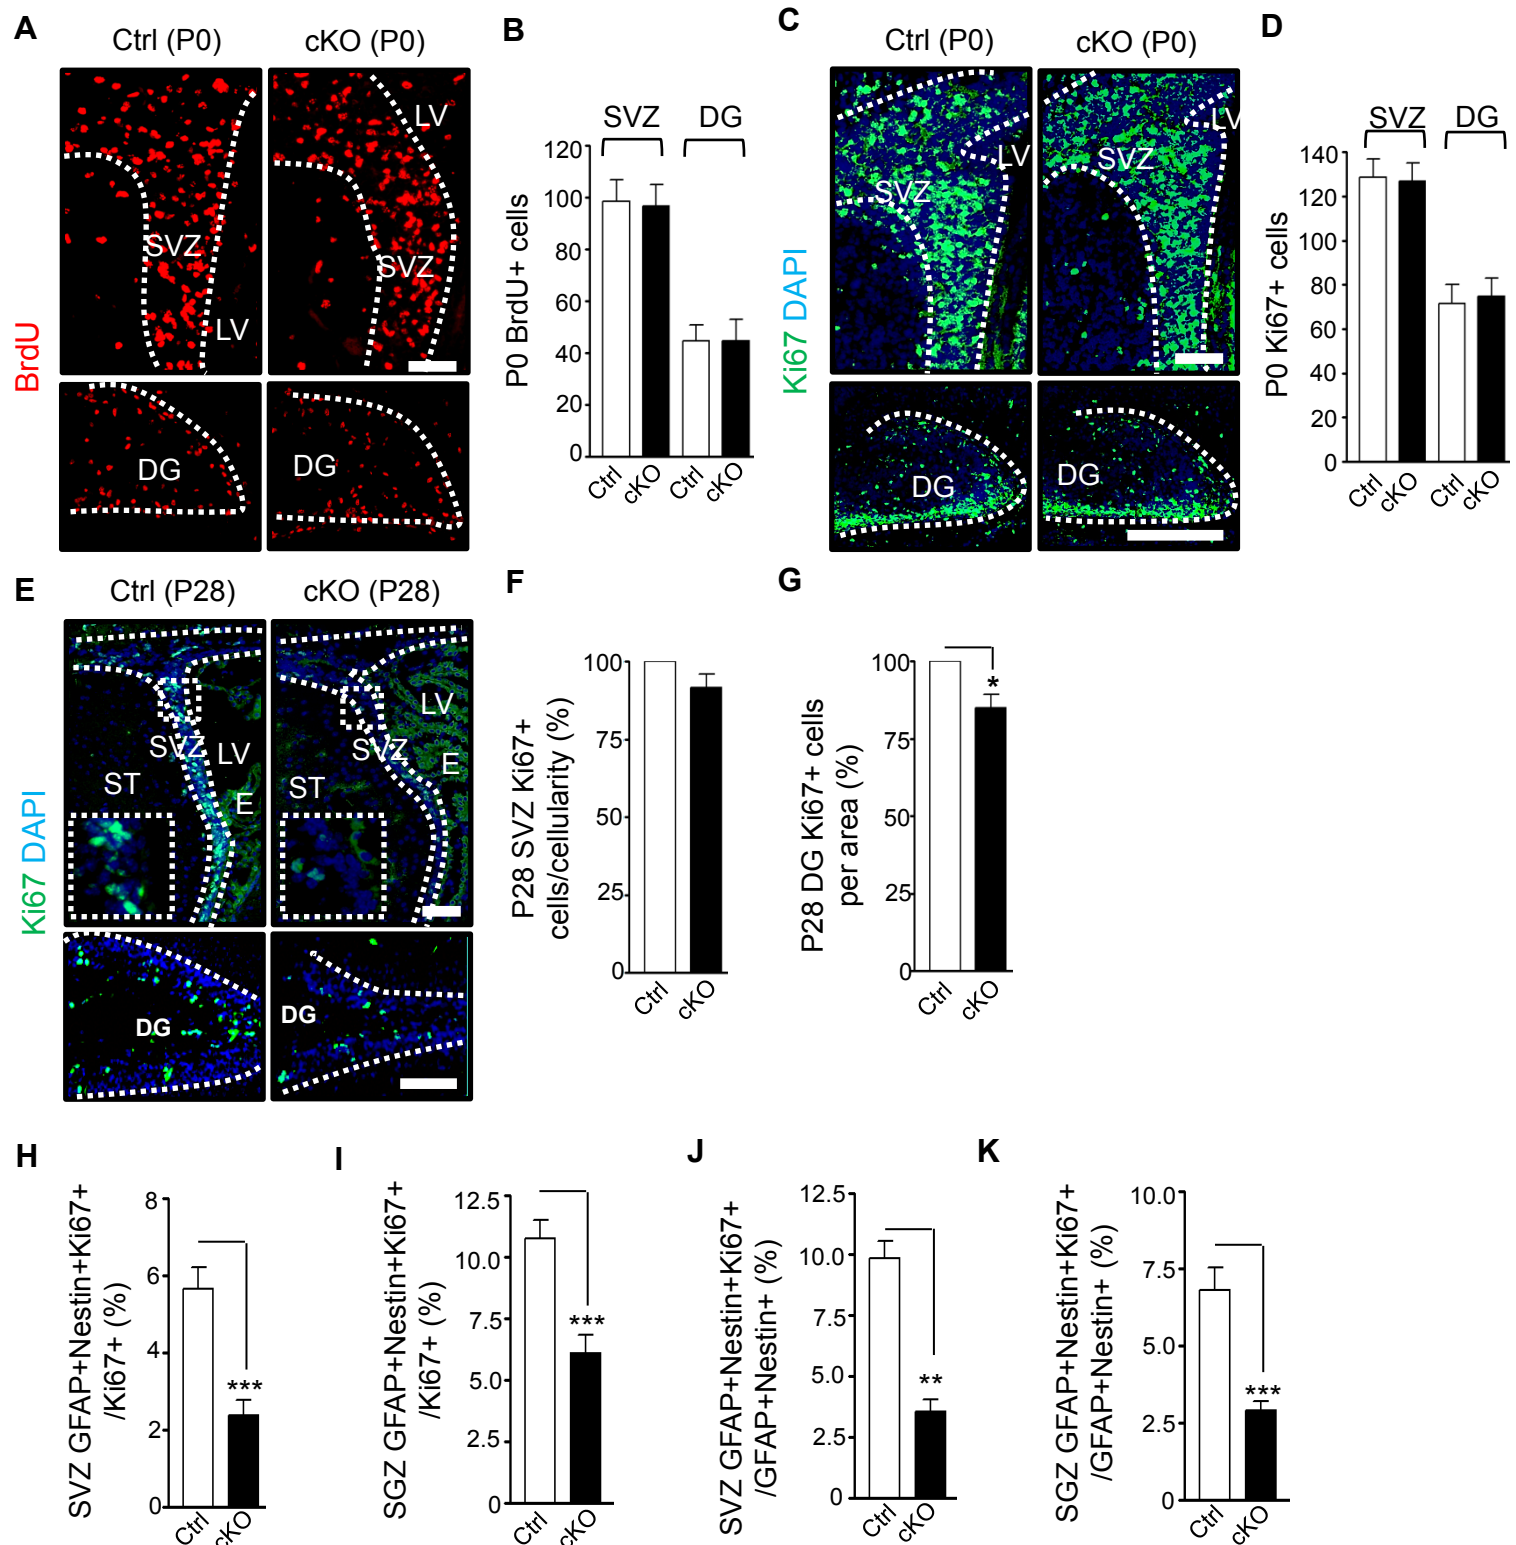 A
Ctrl (P0)
cKO (P0)
LV
SVZ
SVZ
LV
DG
DG
BrdU
B
SVZ
DG
120
100
80
60
40
20
0
P0 BrdU+ cells
Ctrl
cKO
Ctrl
cKO
C
Ctrl (P0)
cKO (P0)
LV
LV
SVZ
SVZ
DG
DG
Ki67 DAPI
D
SVZ
DG
140
120
100
80
60
40
20
0
P0 Ki67+ cells
Ctrl
cKO
Ctrl
cKO
E
Ctrl (P28)
cKO (P28)
SVZ
LV
ST
E
LV
SVZ
E
ST
DG
DG
Ki67 DAPI
F
100
75
50
25
0
P28 SVZ Ki67+
cells/cellularity (%)
Ctrl
cKO
G
100
75
50
25
0
*
P28 DG Ki67+ cells
per area (%)
Ctrl
cKO
H
8
6
4
2
0
***
SVZ GFAP+Nestin+Ki67+
/Ki67+ (%)
Ctrl
cKO
I
12.5
10.0
7.5
5.0
2.5
0
***
SGZ GFAP+Nestin+Ki67+
/Ki67+ (%)
Ctrl
cKO
J
12.5
10.0
7.5
5.0
2.5
0
**
SVZ GFAP+Nestin+Ki67+
/GFAP+Nestin+ (%)
Ctrl
cKO
K
10.0
7.5
5.0
2.5
0
***
SGZ GFAP+Nestin+Ki67+
/GFAP+Nestin+ (%)
Ctrl
cKO